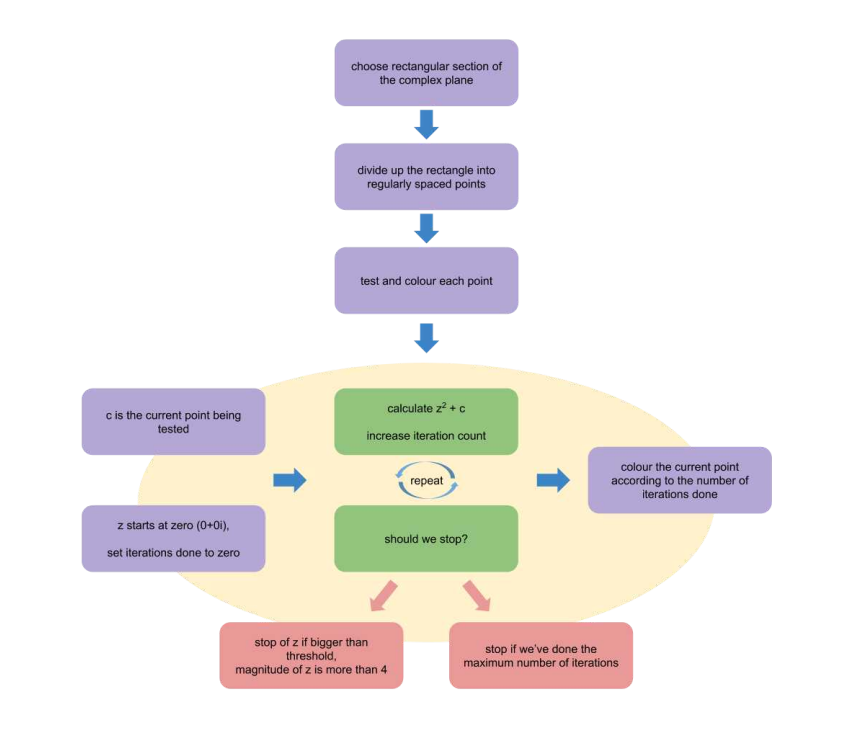 choose rectangular section of
the complex plane
divide up the rectangle into
regularly spaced points
test and colour each point
c is the current point being
tested
z starts at zero (0+0i),
set iterations done to zero
calculate z² + c
increase iteration count
repeat
should we stop?
colour the current point
according to the number of
iterations done
stop of z if bigger than
threshold,
magnitude of z is more than 4
stop if we’ve done the
maximum number of iterations